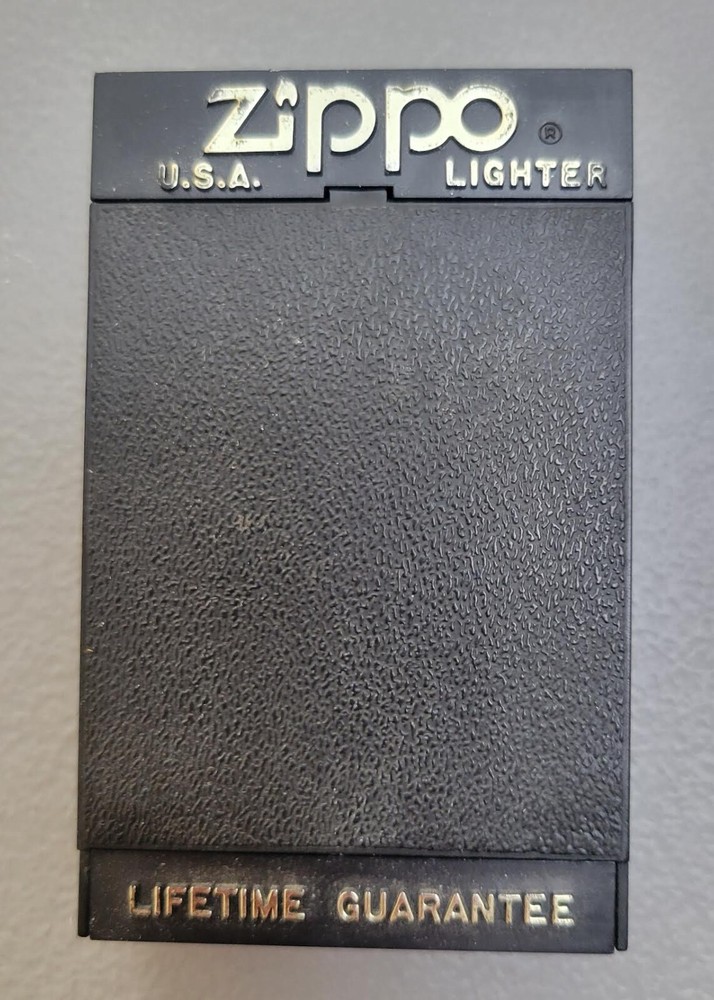 Zippo ®
U.S.A. LIGHTER
LIFETIME GUARANTEE